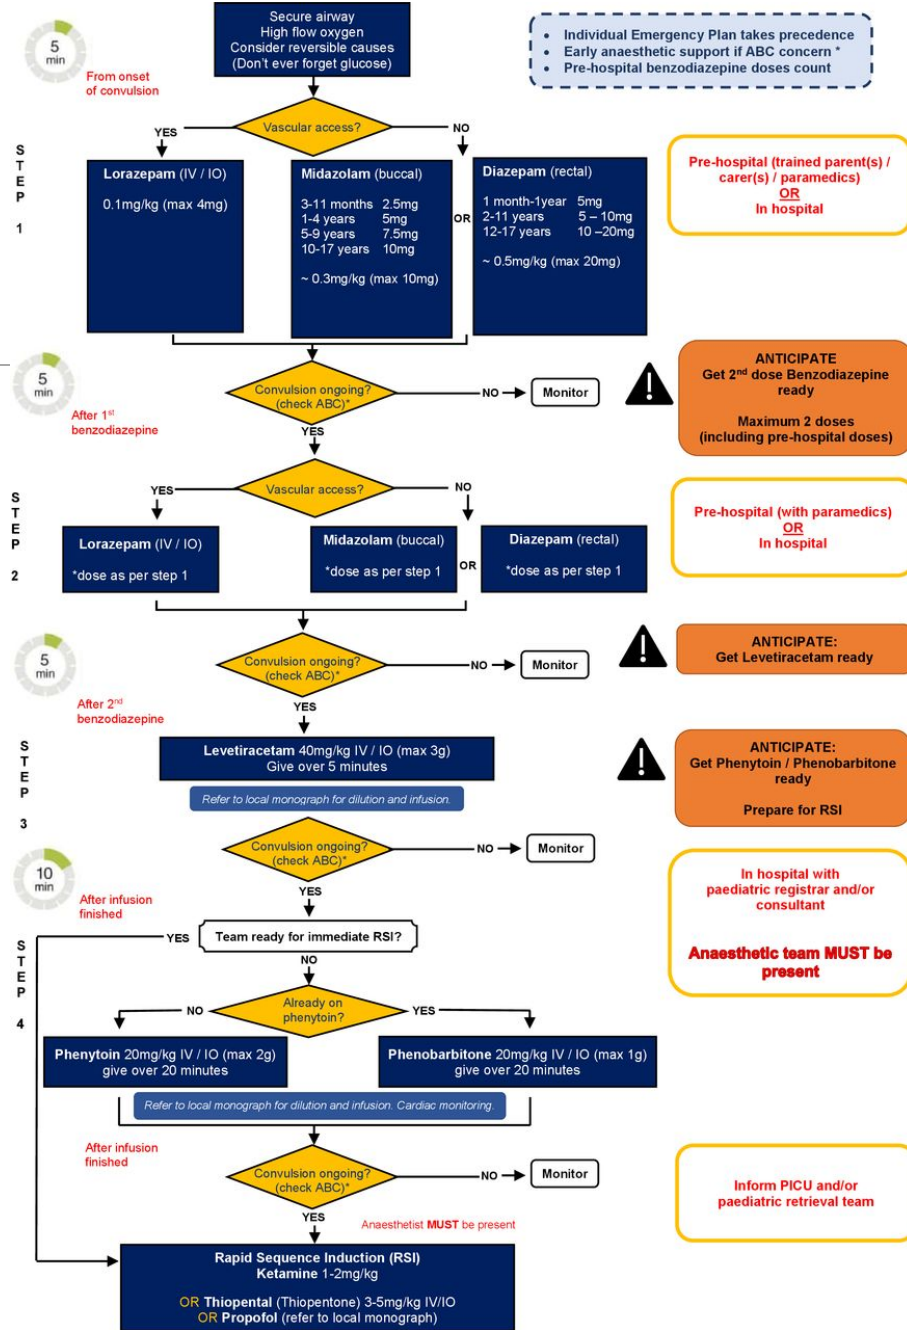 Secure airway
High flow oxygen
Consider reversible causes
(Don't ever forget glucose)
• Individual Emergency Plan takes precedence
• Early anaesthetic support if ABC concern *
• Pre-hospital benzodiazepine doses count
5
min
From onset
of convulsion
Vascular access?
YES
NO
STEP 1
Lorazepam (IV / IO)
0.1mg/kg (max 4mg)
Midazolam (buccal)
3-11 months 2.5mg
1-4 years 5mg
5-9 years 7.5mg
10-17 years 10mg
~ 0.3mg/kg (max 10mg)
OR
Diazepam (rectal)
1 month-1year 5mg
2-11 years 5 – 10mg
12-17 years 10 –20mg
~ 0.5mg/kg (max 20mg)
Pre-hospital (trained parent(s) /
carer(s) / paramedics)
OR
In hospital
5
min
After 1st
benzodiazepine
Convulsion ongoing?
(check ABC)*
NO
Monitor
YES
ANTICIPATE
Get 2nd dose Benzodiazepine
ready
Maximum 2 doses
(including pre-hospital doses)
Vascular access?
YES
NO
STEP 2
Lorazepam (IV / IO)
*dose as per step 1
Midazolam (buccal)
*dose as per step 1
OR
Diazepam (rectal)
*dose as per step 1
Pre-hospital (with paramedics)
OR
In hospital
5
min
After 2nd
benzodiazepine
Convulsion ongoing?
(check ABC)*
NO
Monitor
YES
ANTICIPATE:
Get Levetiracetam ready
STEP 3
Levetiracetam 40mg/kg IV / IO (max 3g)
Give over 5 minutes
Refer to local monograph for dilution and infusion.
ANTICIPATE:
Get Phenytoin / Phenobarbitone
ready
Prepare for RSI
10
min
After infusion
finished
Convulsion ongoing?
(check ABC)*
NO
Monitor
YES
In hospital with
paediatric registrar and/or
consultant
Anaesthetic team MUST be
present
STEP 4
YES
Team ready for immediate RSI?
NO
Already on
phenytoin?
NO
YES
Phenytoin 20mg/kg IV / IO (max 2g)
give over 20 minutes
Phenobarbitone 20mg/kg IV / IO (max 1g)
give over 20 minutes
Refer to local monograph for dilution and infusion. Cardiac monitoring.
After infusion
finished
Convulsion ongoing?
(check ABC)*
NO
Monitor
YES
Anaesthetist MUST be present
Inform PICU and/or
paediatric retrieval team
Rapid Sequence Induction (RSI)
Ketamine 1-2mg/kg
OR Thiopental (Thiopentone) 3-5mg/kg IV/IO
OR Propofol (refer to local monograph)